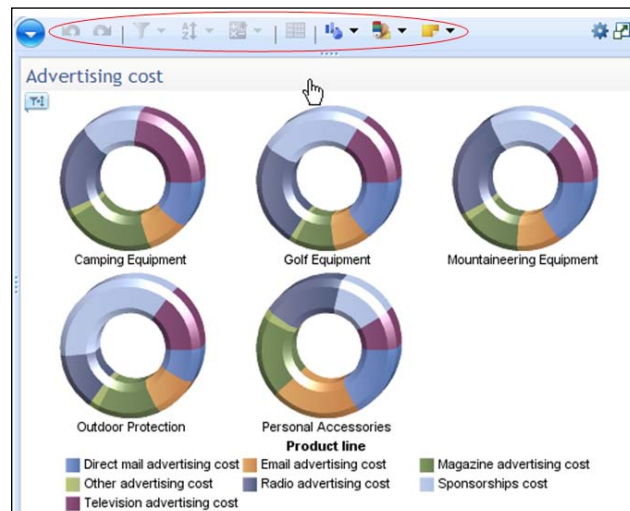 Advertising cost
Camping Equipment
Golf Equipment
Mountaineering Equipment
Outdoor Protection
Personal Accessories
Product line
Direct mail advertising cost
Email advertising cost
Magazine advertising cost
Other advertising cost
Radio advertising cost
Sponsorships cost
Television advertising cost